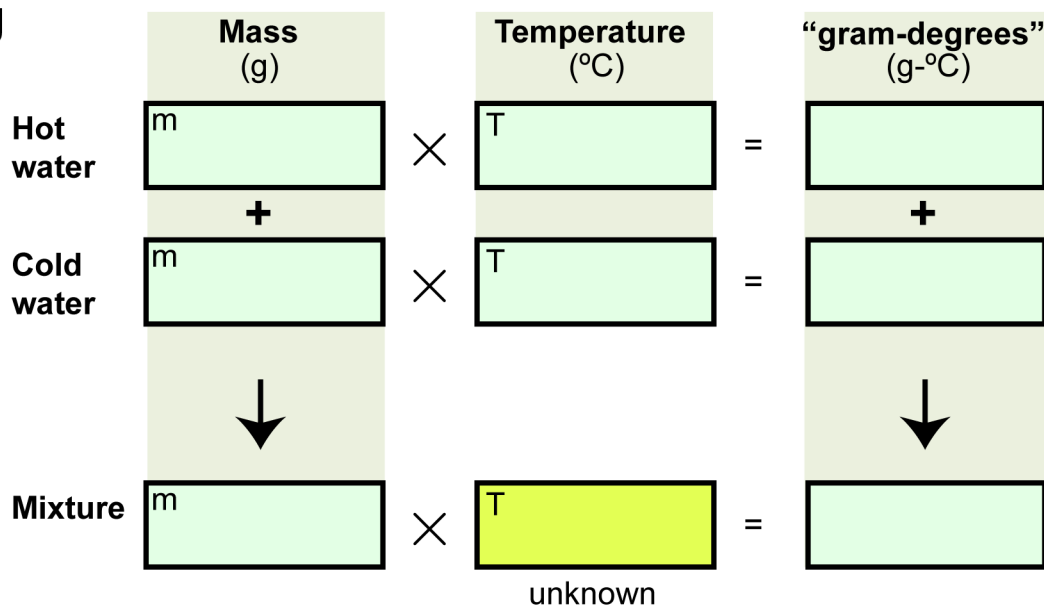 Mass Temperature “gram-degrees”
(g) (ºC) (g-ºC)
Hot
water
m × T =
+ +
Cold
water
m × T =
Mixture
m × T =
unknown